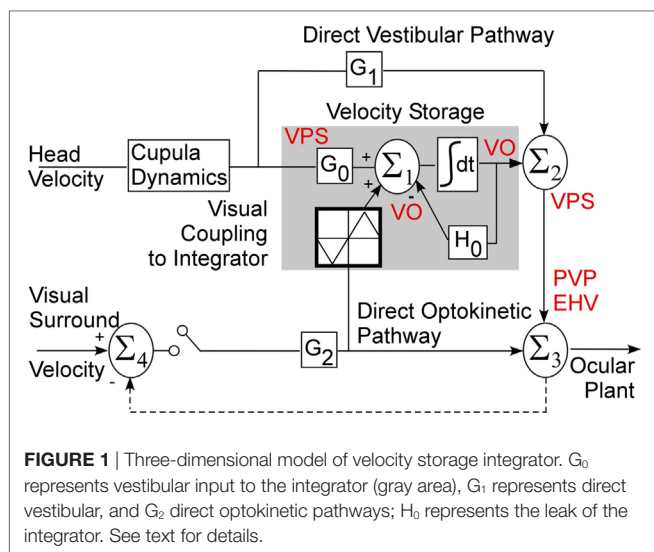 Direct Vestibular Pathway
G₁
Velocity Storage
VPS
VO
Head
Velocity
Cupula
Dynamics
G₀
+
+
Σ₁
-
∫dt
Σ₂
VO
H₀
VPS
Visual
Coupling
to Integrator
PVP
EHV
Visual
Surround
Velocity
+
-
Σ₄
G₂
Direct Optokinetic
Pathway
Σ₃
Ocular
Plant
FIGURE 1 | Three-dimensional model of velocity storage integrator. G₀
represents vestibular input to the integrator (gray area), G₁ represents direct
vestibular, and G₂ direct optokinetic pathways; H₀ represents the leak of the
integrator. See text for details.